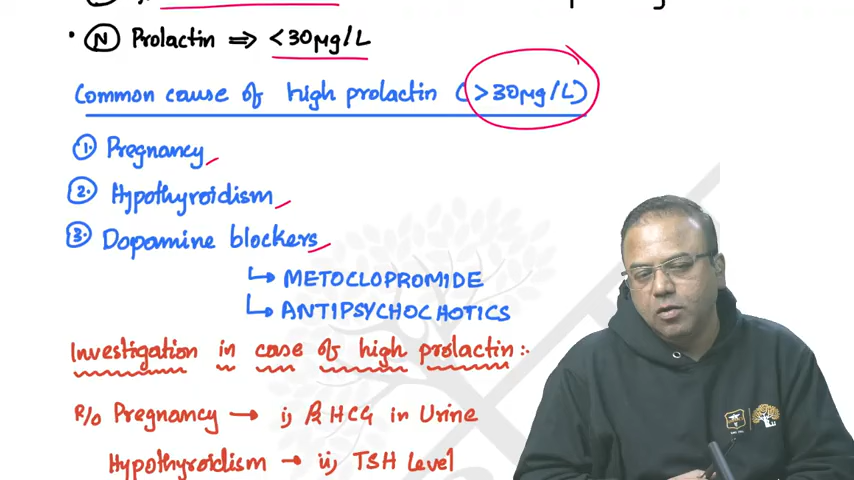 • (N) Prolactin ⇒ <30µg/L
Common cause of high prolactin ( >30µg/L)
1. Pregnancy
2. Hypothyroidism
3. Dopamine blockers
↳ METOCLOPROMIDE
↳ ANTIPSYCHOCHOTICS
Investigation in case of high prolactin:-
R/o Pregnancy → i, β2 HCG in Urine
Hypothyroidism → ii, TSH Level